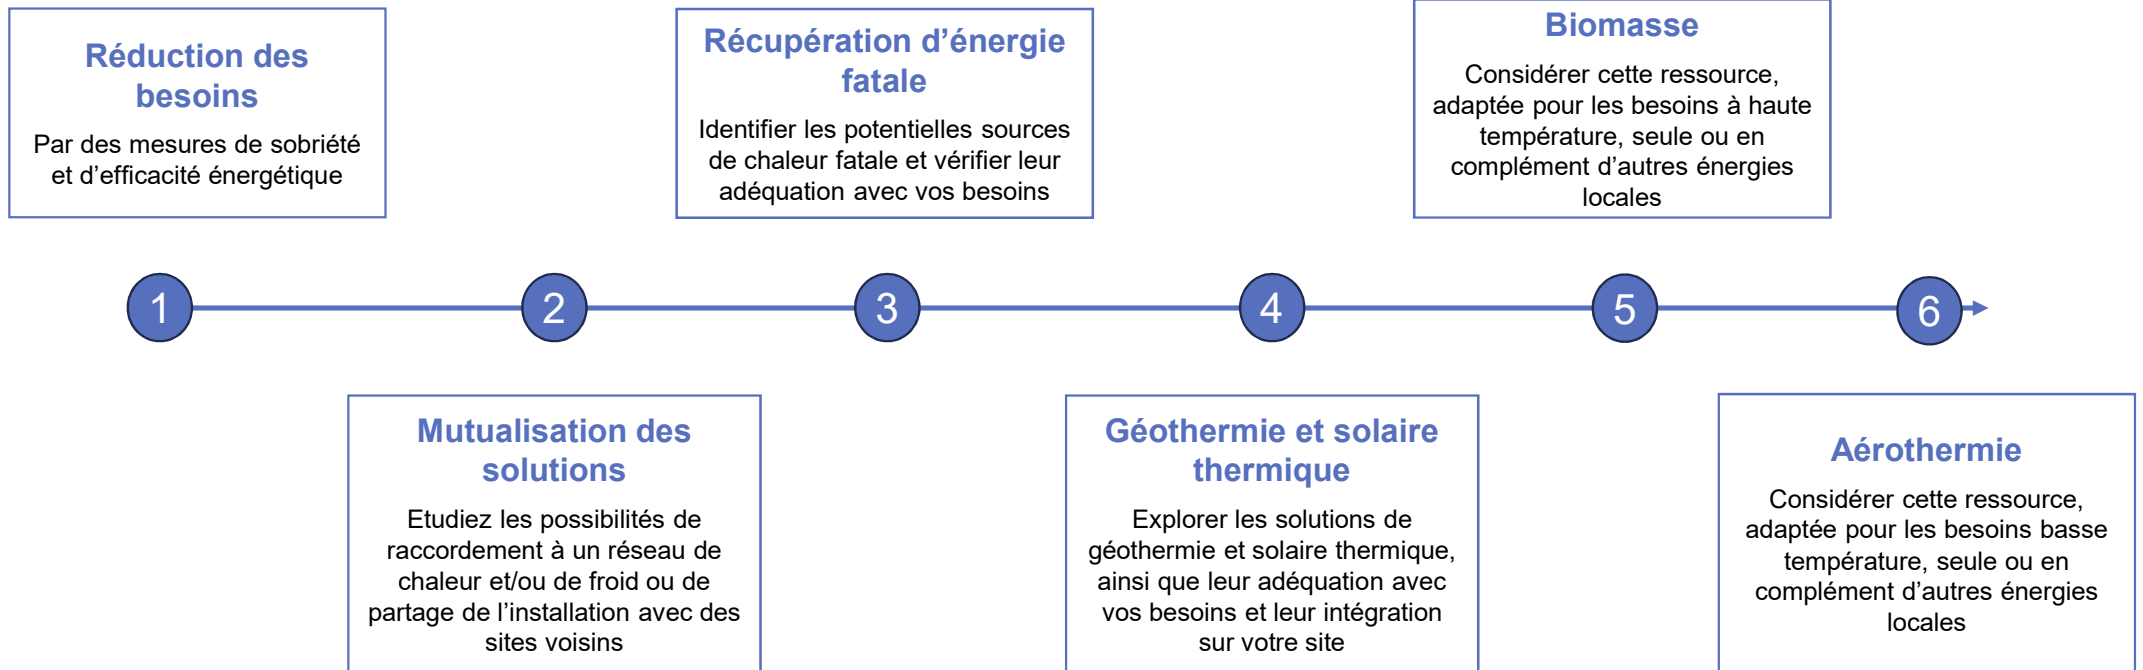 Réduction des
besoins
Par des mesures de sobriété
et d’efficacité énergétique
Récupération d’énergie
fatale
Identifier les potentielles sources
de chaleur fatale et vérifier leur
adéquation avec vos besoins
Biomasse
Considérer cette ressource,
adaptée pour les besoins à haute
température, seule ou en
complément d’autres énergies
locales
1
2
3
4
5
6
Mutualisation des
solutions
Etudiez les possibilités de
raccordement à un réseau de
chaleur et/ou de froid ou de
partage de l’installation avec des
sites voisins
Géothermie et solaire
thermique
Explorer les solutions de
géothermie et solaire thermique,
ainsi que leur adéquation avec
vos besoins et leur intégration
sur votre site
Aérothermie
Considérer cette ressource,
adaptée pour les besoins basse
température, seule ou en
complément d’autres énergies
locales